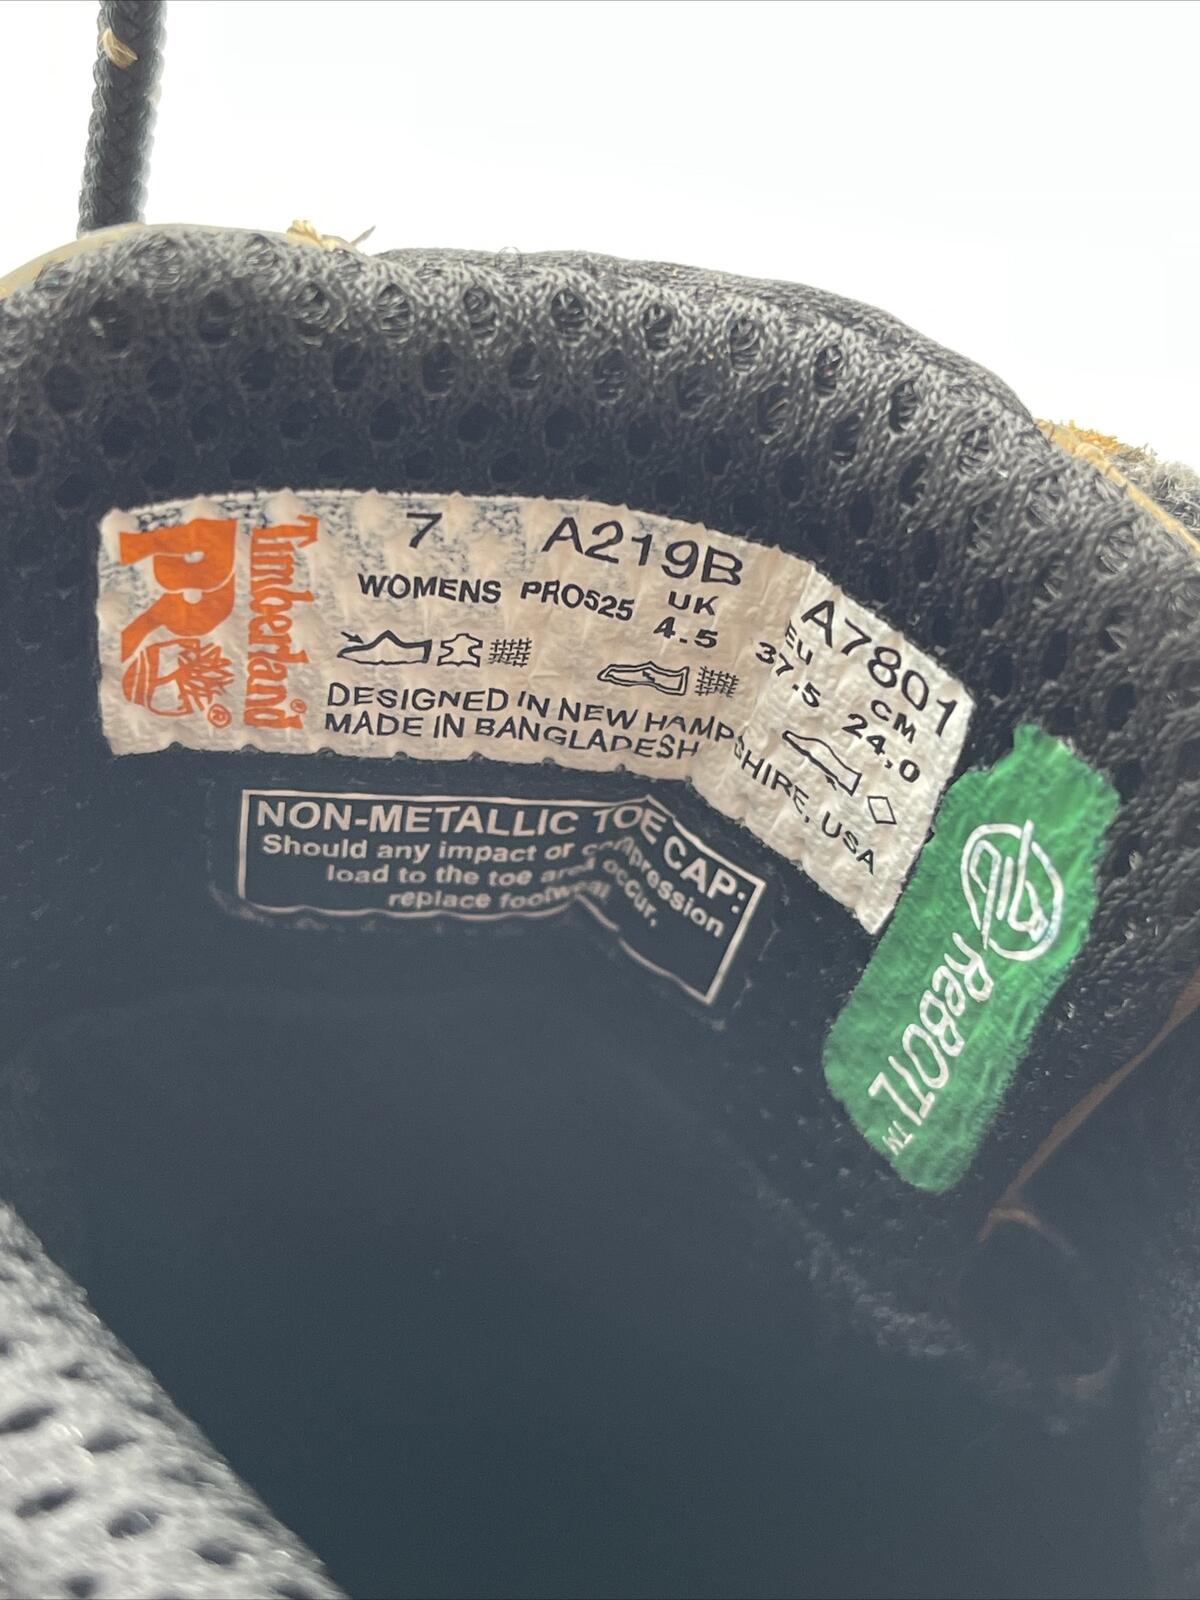 PRO
Timberland®
7 A219B A7801
WOMENS PRO525 UK EU CM
4.5 37.5 24.0
DESIGNED IN NEW HAMPSHIRE, USA
MADE IN BANGLADESH
NON-METALLIC TOE CAP:
Should any impact or compression
load to the toe area occur,
replace footwear
ReBOTL™